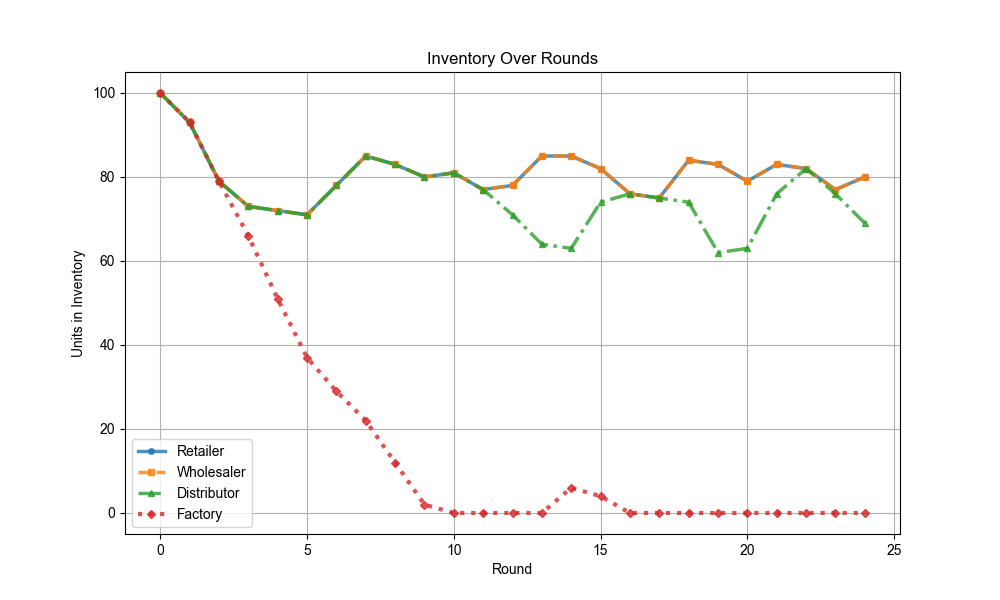 Inventory Over Rounds
100
80
60
40
20
0
Units in Inventory
Retailer
Wholesaler
Distributor
Factory
0 5 10 15 20 25
Round